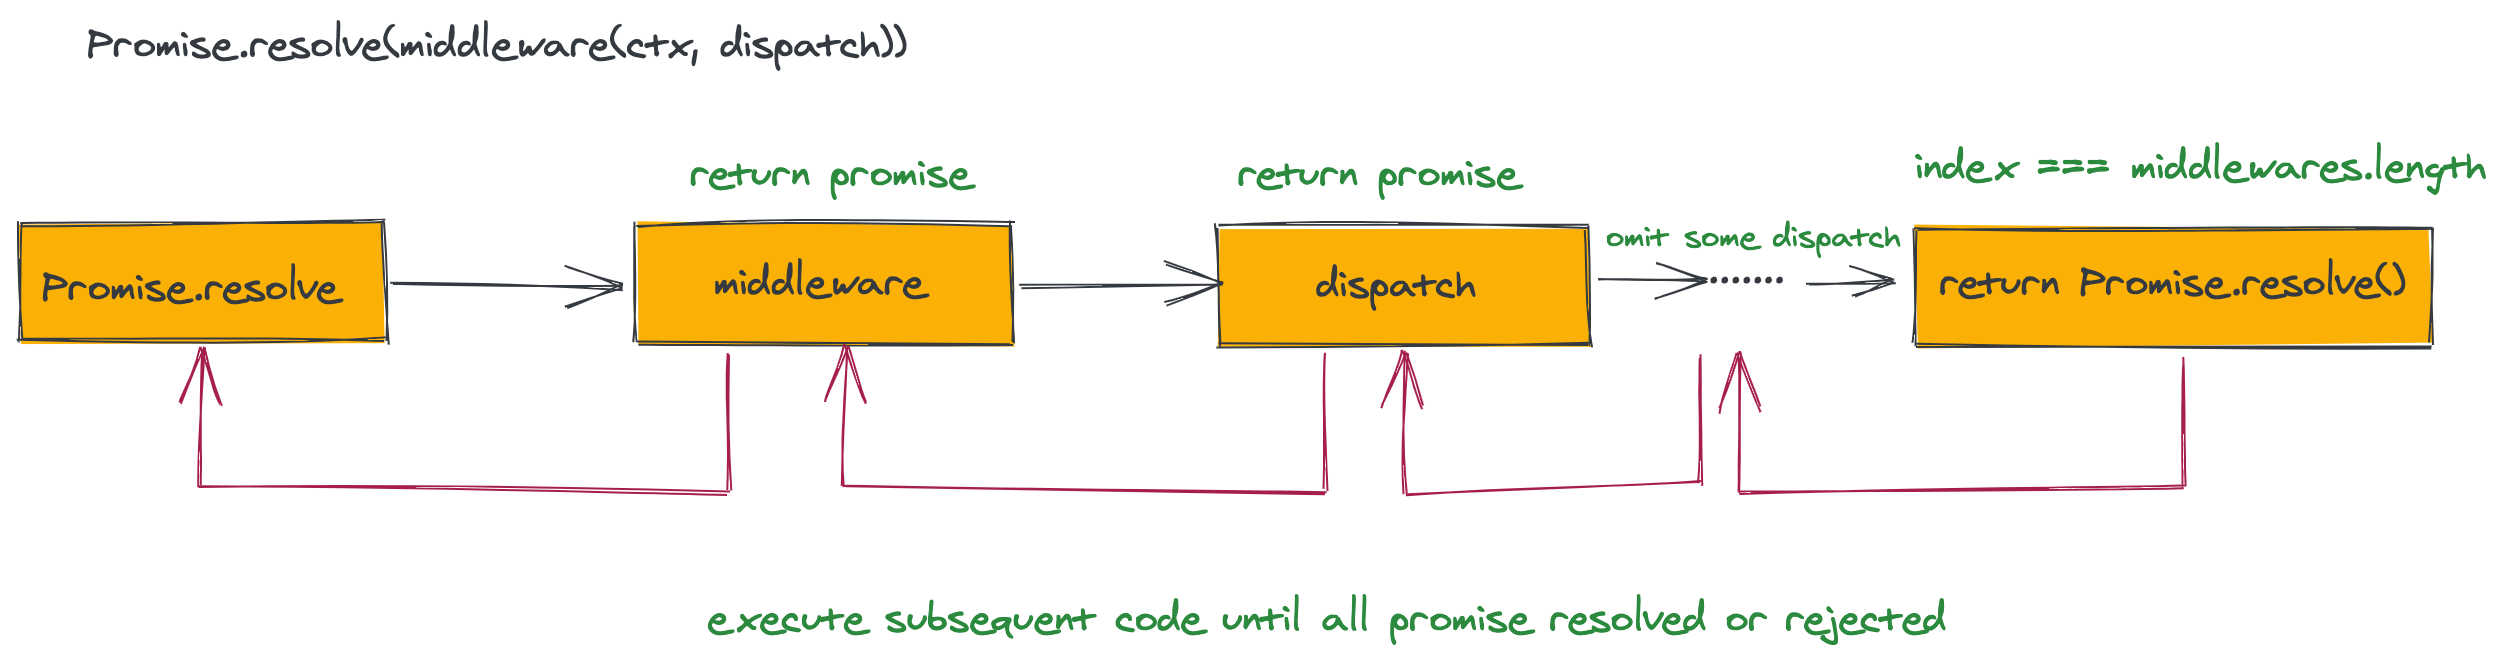 Promise.resolve(middleware(ctx, dispatch))
return promise
return promise
index === middlewares.length
omit some dispatch
Promise.resolve
middleware
dispatch
.......
return Promise.resolve()
execute subsequent code until all promise resolved or rejected